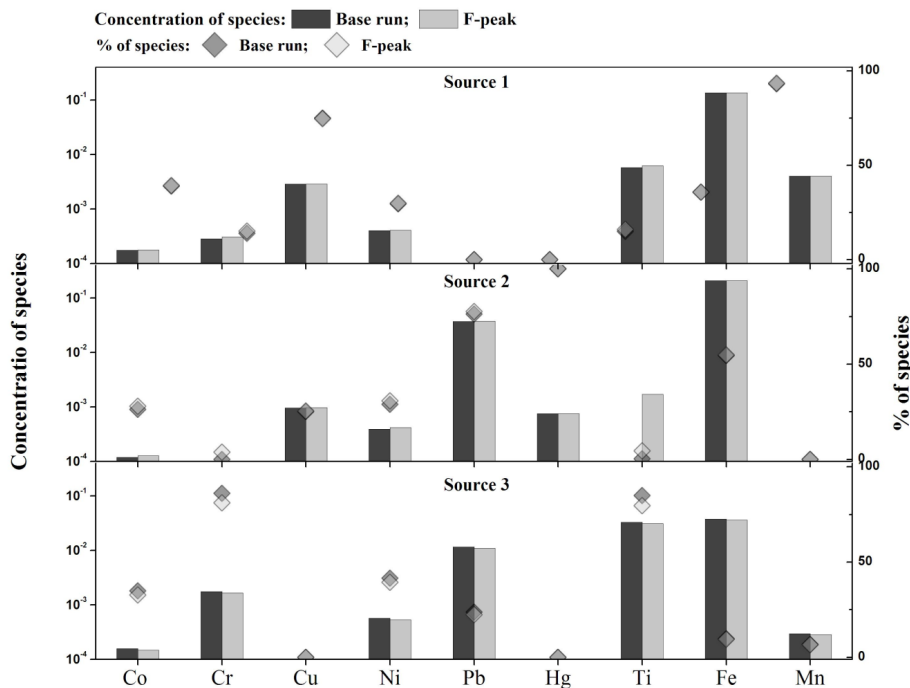 Concentration of species: Base run; F-peak
% of species: Base run; F-peak
Source 1
10⁻¹
10⁻²
10⁻³
10⁻⁴
100
50
0
Source 2
10⁻¹
10⁻²
10⁻³
10⁻⁴
100
50
0
Source 3
10⁻¹
10⁻²
10⁻³
10⁻⁴
100
50
0
Concentratio of species
% of species
Co Cr Cu Ni Pb Hg Ti Fe Mn